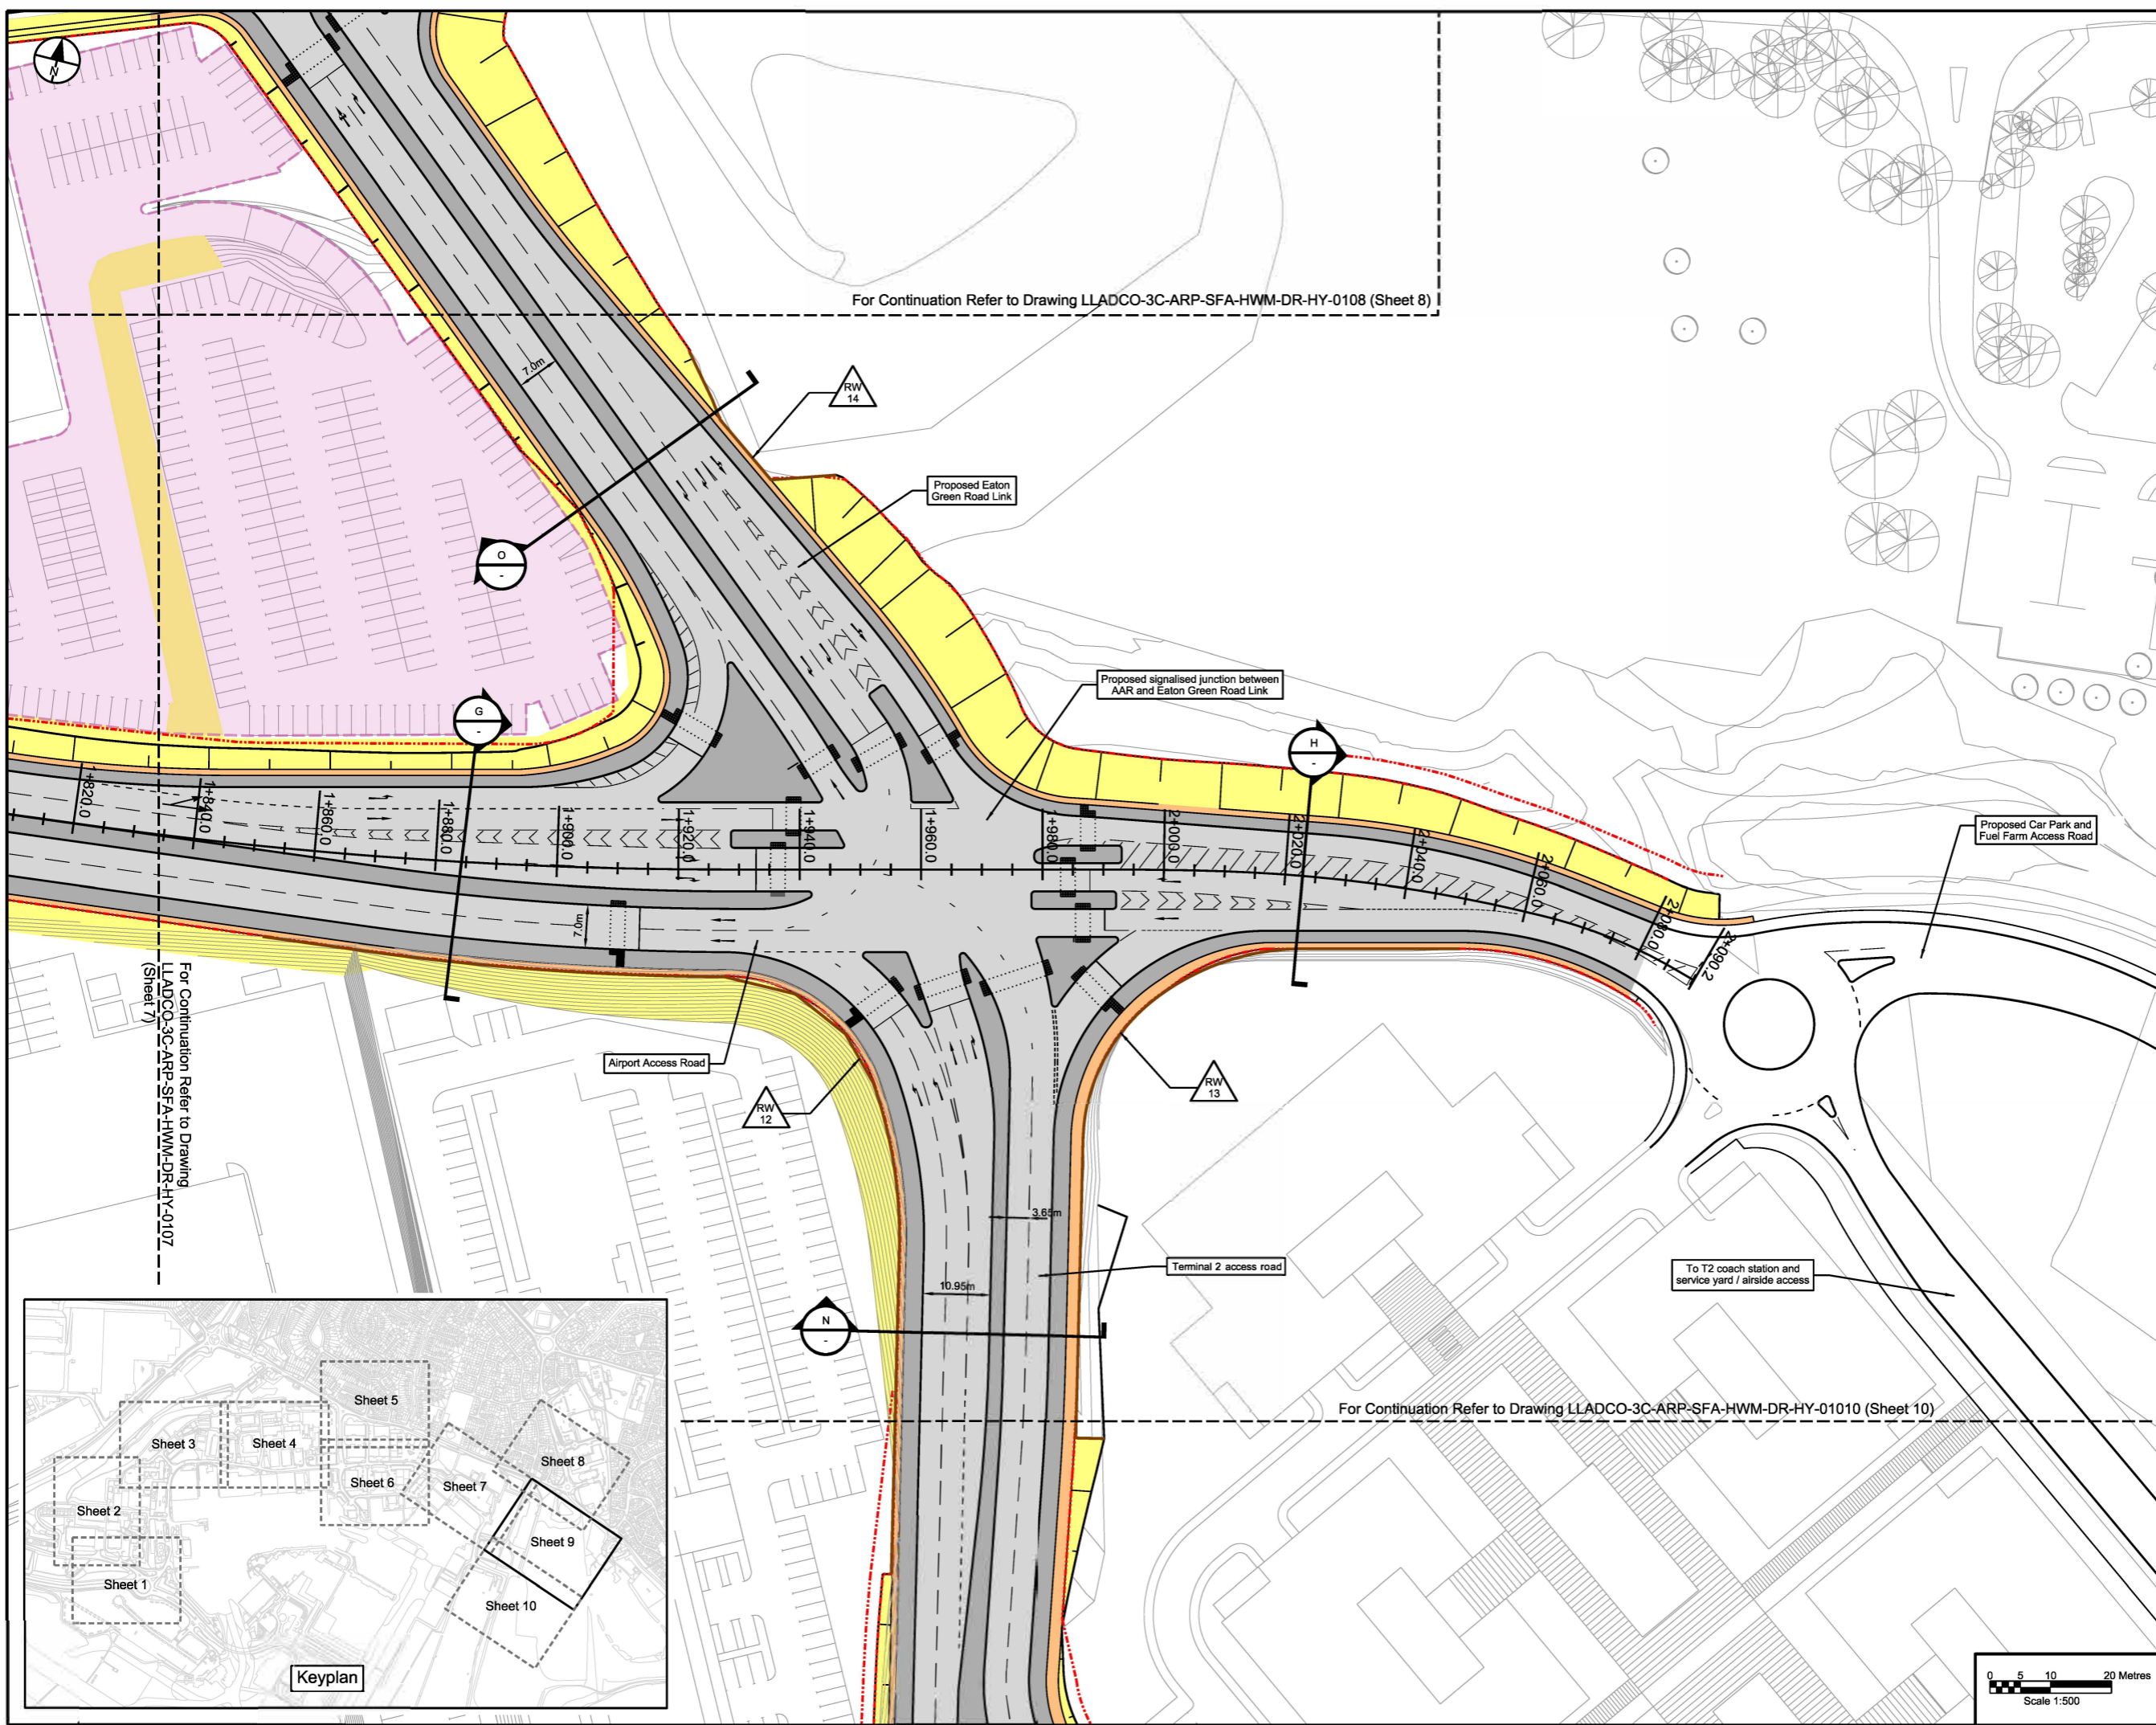 N
For Continuation Refer to Drawing LLADCO-3C-ARP-SFA-HWM-DR-HY-0108 (Sheet 8)
7.0m
RW
14
Proposed Eaton
Green Road Link
O
-
Proposed signalised junction between
AAR and Eaton Green Road Link
G
-
H
-
1+820.0
1+840.0
1+860.0
1+880.0
1+900.0
1+920.0
1+940.0
1+960.0
1+980.0
2+000.0
2+020.0
2+040.0
2+060.0
2+080.0
2+090.2
Proposed Car Park and
Fuel Farm Access Road
7.0m
For Continuation Refer to Drawing
LLADCO-3C-ARP-SFA-HWM-DR-HY-0107
(Sheet 7)
Airport Access Road
RW
12
RW
13
3.65m
10.95m
Terminal 2 access road
To T2 coach station and
service yard / airside access
N
-
For Continuation Refer to Drawing LLADCO-3C-ARP-SFA-HWM-DR-HY-01010 (Sheet 10)
Sheet 5
Sheet 3
Sheet 4
Sheet 8
Sheet 6
Sheet 7
Sheet 2
Sheet 9
Sheet 1
Sheet 10
Keyplan
0 5 10 20 Metres
Scale 1:500